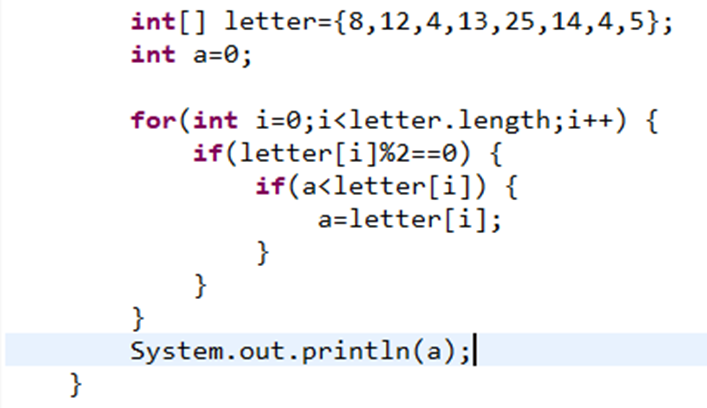 int[] letter={8,12,4,13,25,14,4,5};
int a=0;
for(int i=0;i<letter.length;i++) {
if(letter[i]%2==0) {
if(a<letter[i]) {
a=letter[i];
}
}
}
System.out.println(a);
}